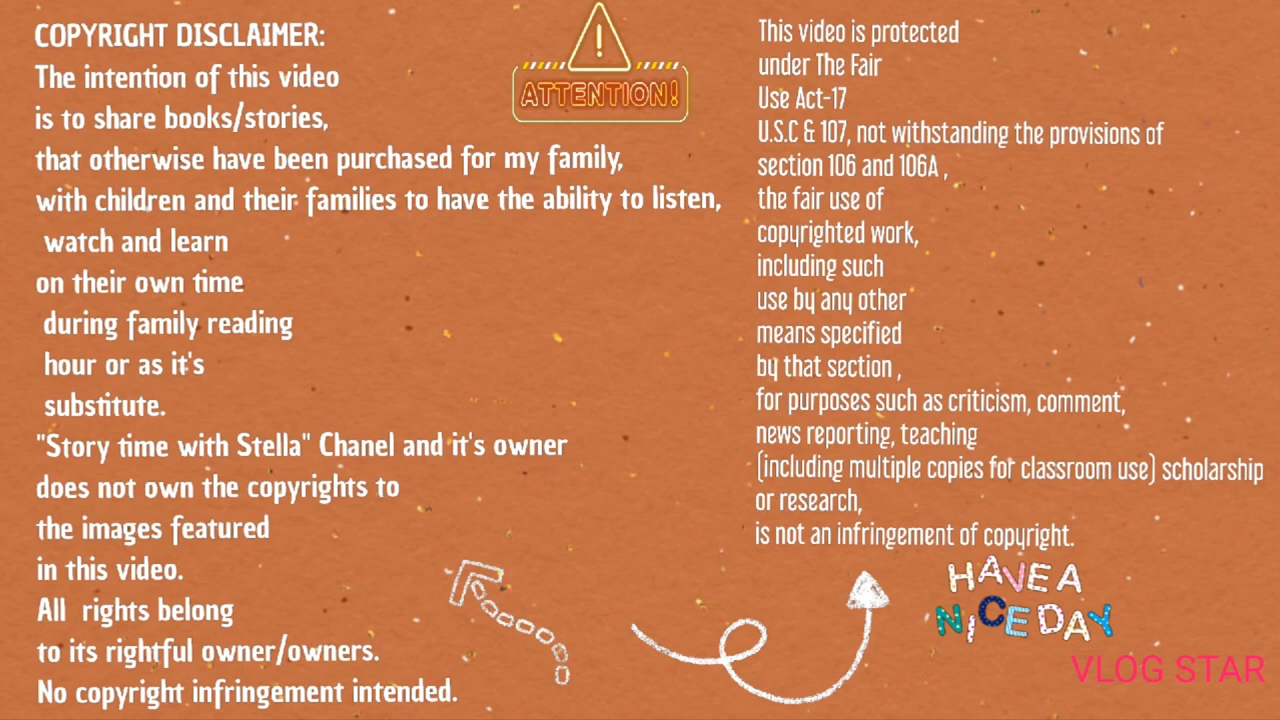 COPYRIGHT DISCLAIMER:
The intention of this video
is to share books/stories,
that otherwise have been purchased for my family,
with children and their families to have the ability to listen,
watch and learn
on their own time
during family reading
hour or as it's
substitute.
"Story time with Stella" Chanel and it's owner
does not own the copyrights to
the images featured
in this video.
All rights belong
to its rightful owner/owners.
No copyright infringement intended.
ATTENTION!
This video is protected
under The Fair
Use Act-17
U.S.C & 107, not withstanding the provisions of
section 106 and 106A ,
the fair use of
copyrighted work,
including such
use by any other
means specified
by that section ,
for purposes such as criticism, comment,
news reporting, teaching
(including multiple copies for classroom use) scholarship
or research,
is not an infringement of copyright.
HAVE A
NICE DAY
VLOG STAR